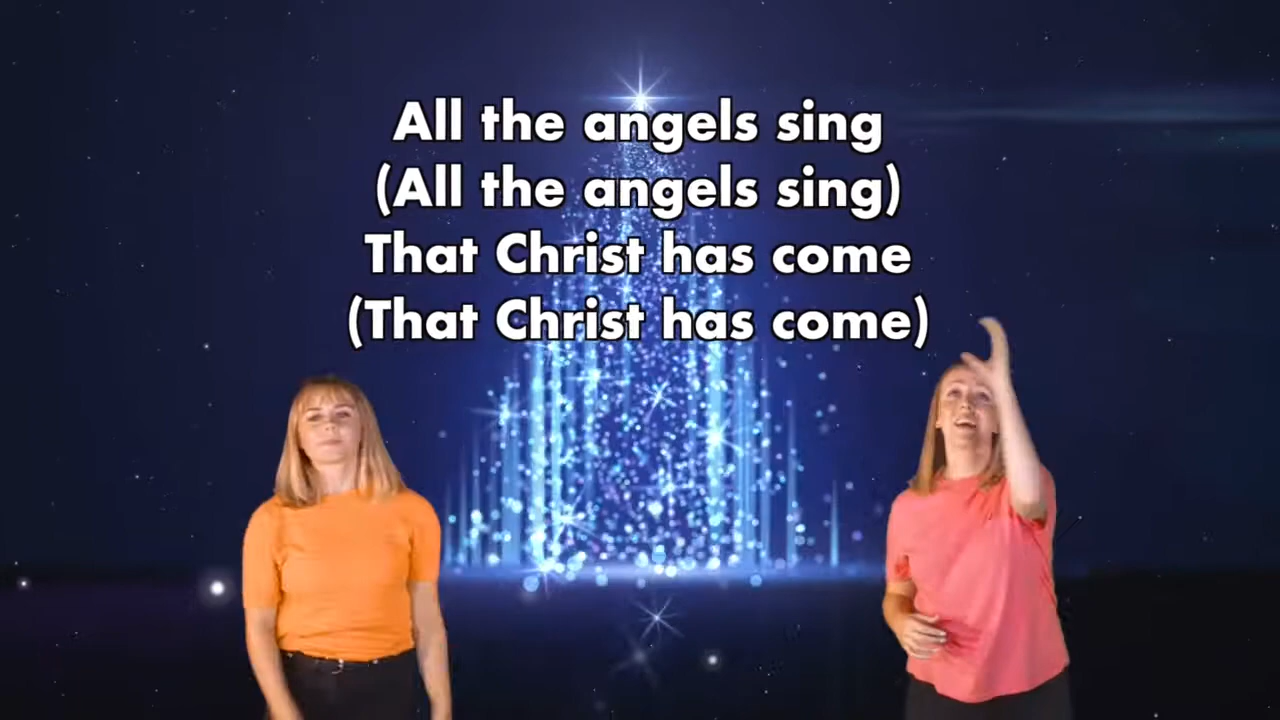 All the angels sing
(All the angels sing)
That Christ has come
(That Christ has come)